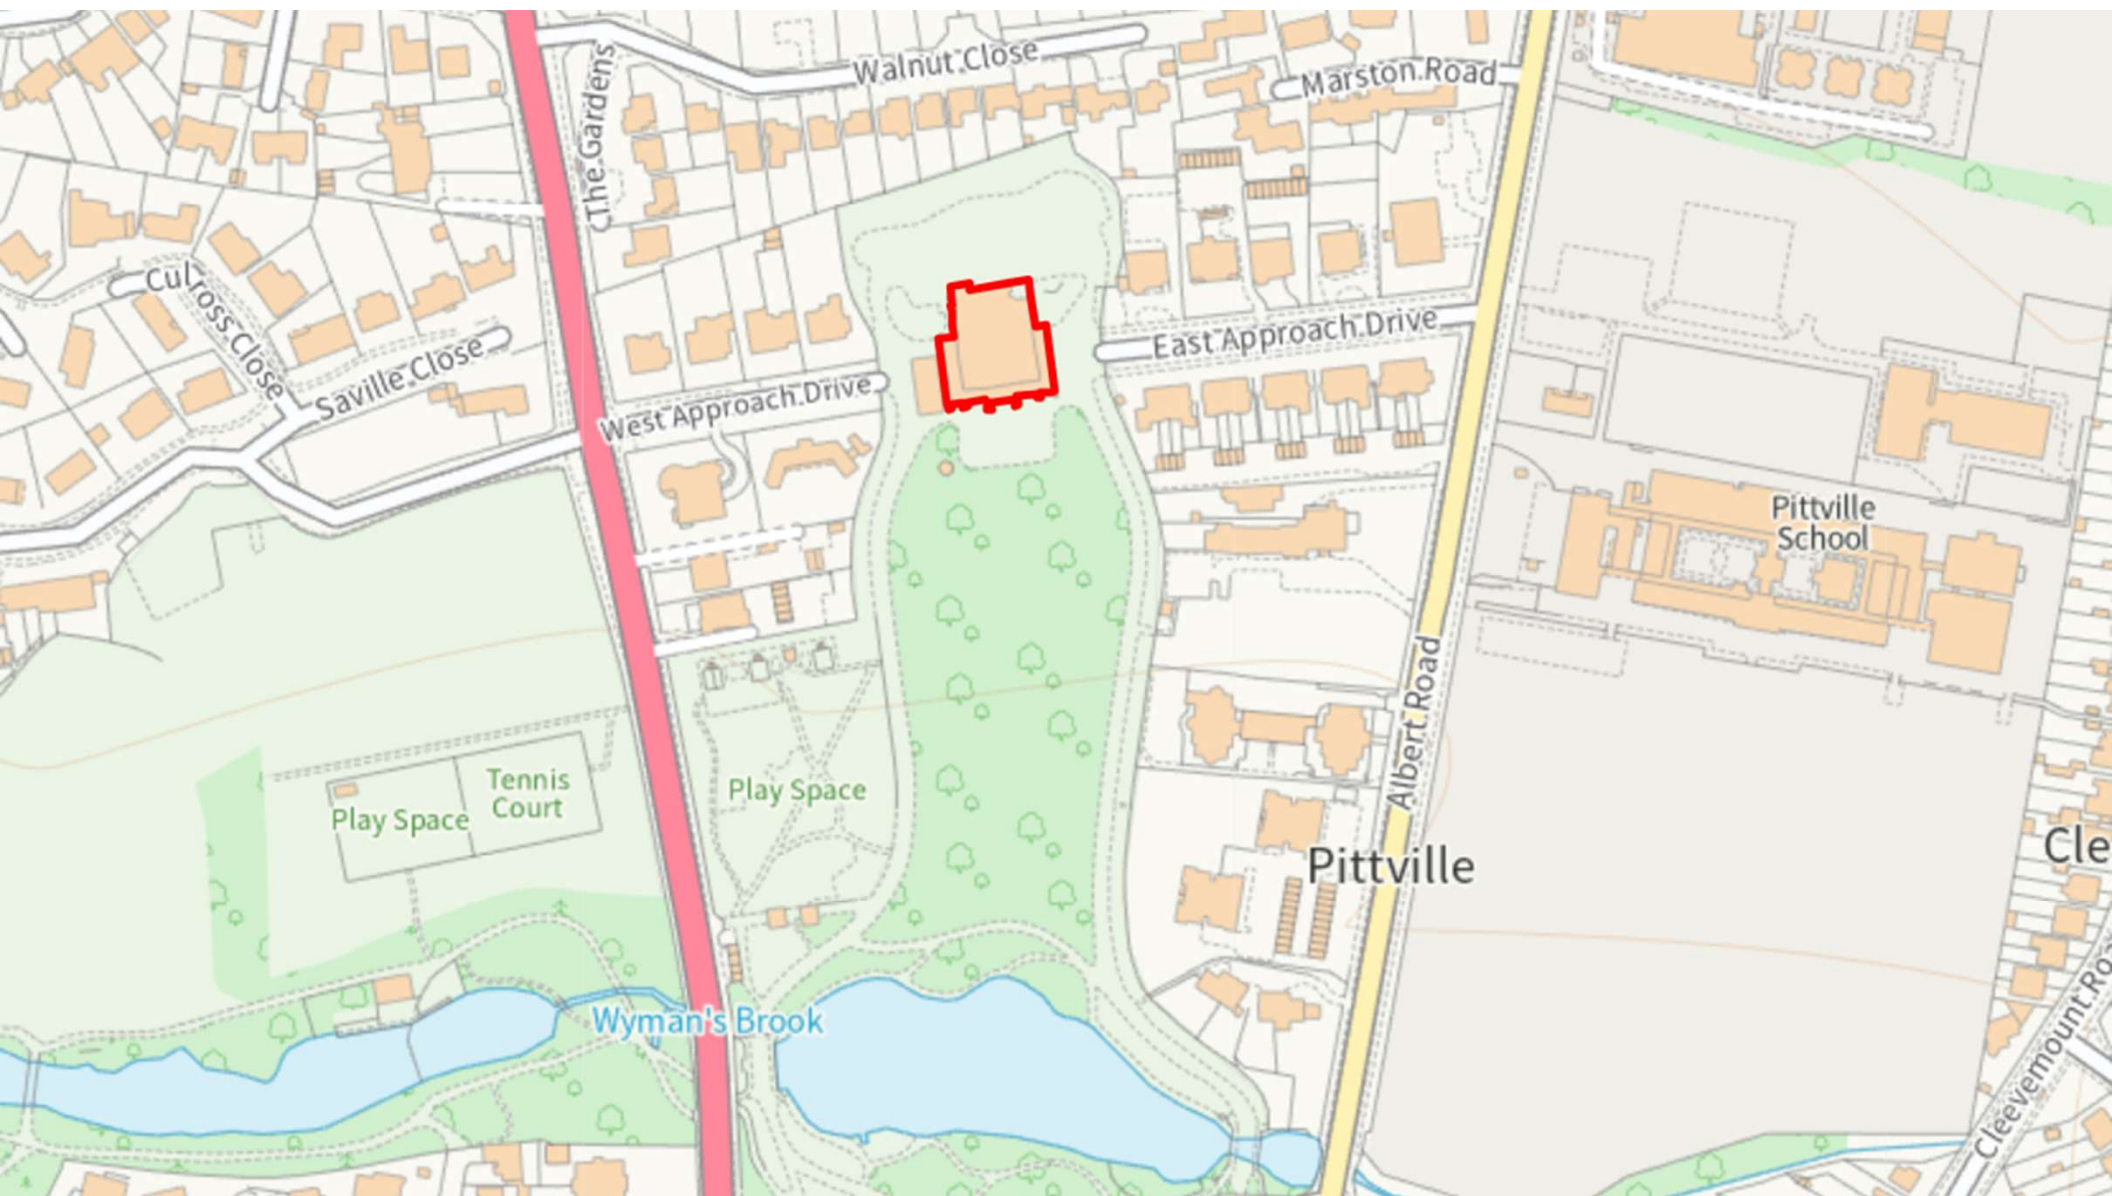 Walnut Close
Marston Road
The Gardens
Culross Close
Saville Close
East Approach Drive
West Approach Drive
Pittville
School
Albert Road
Tennis
Court
Play Space
Play Space
Pittville
Cle
Wyman's Brook
Cleevemount Roa